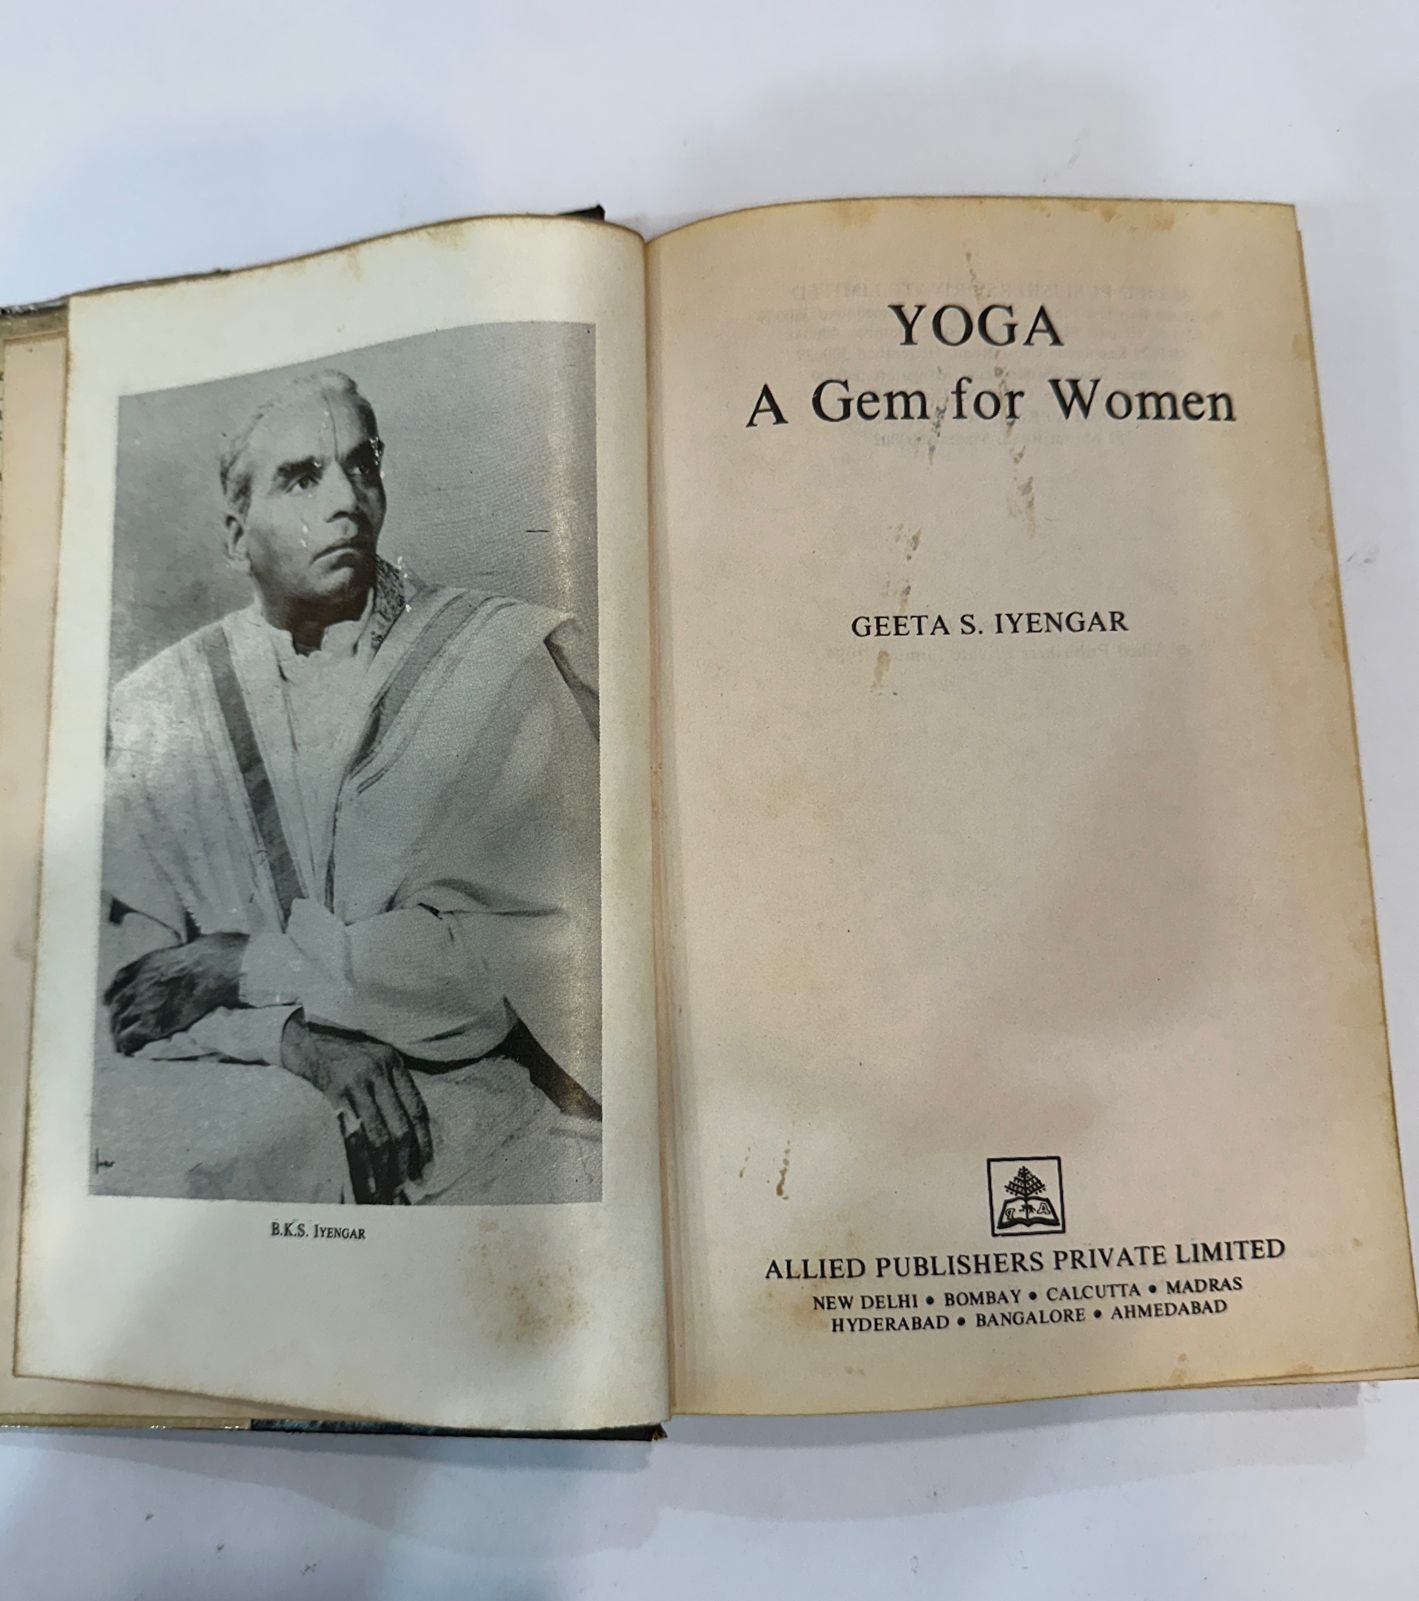 B.K.S. IYENGAR
YOGA
A Gem for Women
GEETA S. IYENGAR
ALLIED PUBLISHERS PRIVATE LIMITED
NEW DELHI • BOMBAY • CALCUTTA • MADRAS
HYDERABAD • BANGALORE • AHMEDABAD